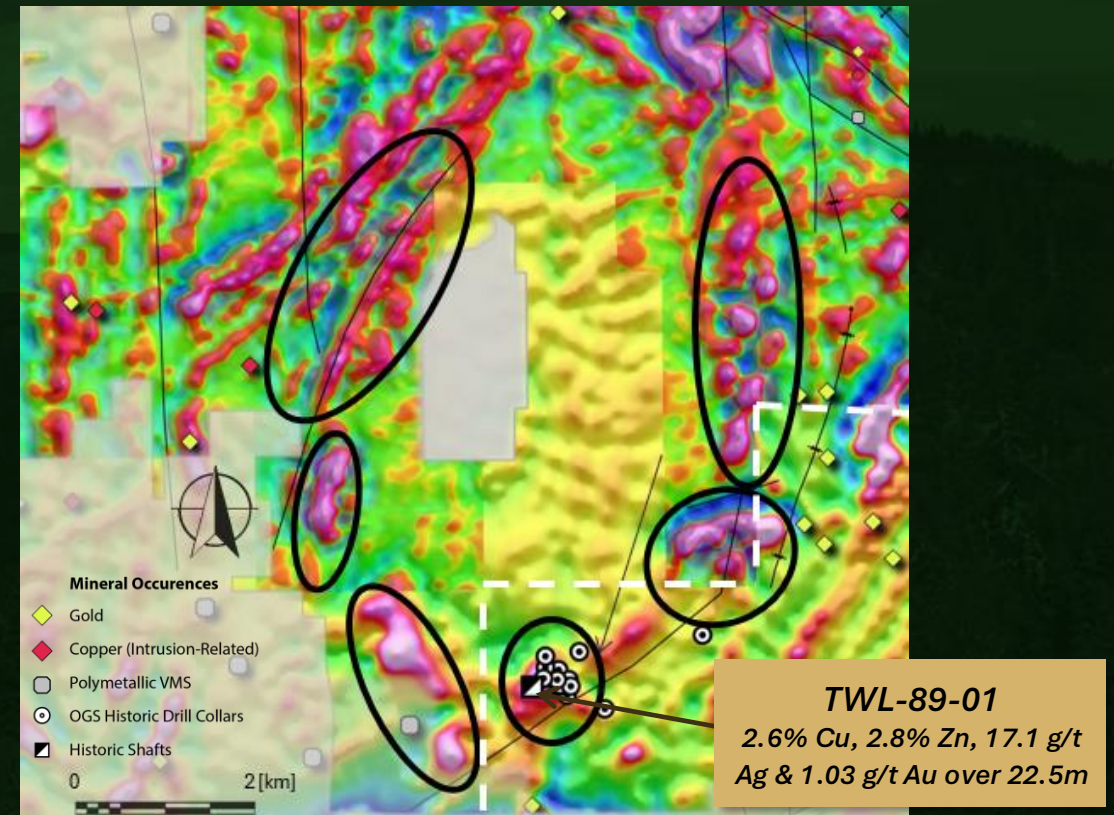 Mineral Occurences
Gold
Copper (Intrusion-Related)
Polymetallic VMS
OGS Historic Drill Collars
Historic Shafts
0 2 [km]
TWL-89-01
2.6% Cu, 2.8% Zn, 17.1 g/t
Ag & 1.03 g/t Au over 22.5m